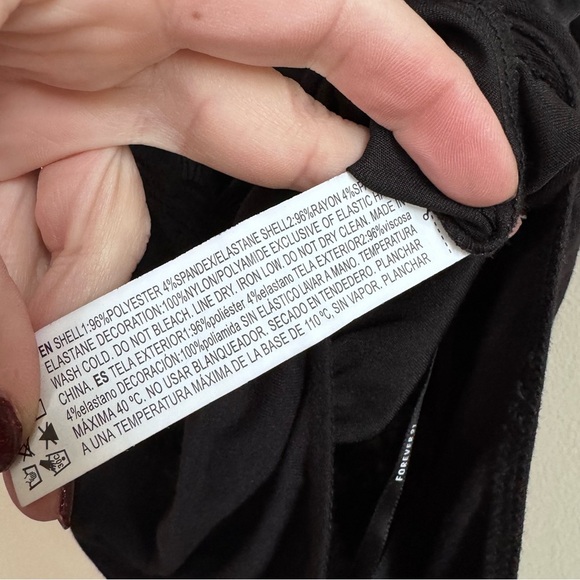 EN SHELL1:96%POLYESTER 4%SPANDEX/ELASTANE SHELL2:96%RAYON 4%SP
ELASTANE DECORATION:100%NYLON/POLYAMIDE EXCLUSIVE OF ELASTIC
WASH COLD. DO NOT BLEACH. LINE DRY. IRON LOW. DO NOT DRY CLEAN. MADE IN
CHINA. ES TELA EXTERIOR1:96%poliéster 4%elastano TELA EXTERIOR2:96%viscosa
4%elastano DECORACIÓN:100%poliamida SIN ELÁSTICO LAVAR A MANO. TEMPERATURA
MÁXIMA 40 ºC. NO USAR BLANQUEADOR. SECADO EN TENDEDERO. PLANCHAR
A UNA TEMPERATURA MÁXIMA DE LA BASE DE 110 ºC, SIN VAPOR. PLANCHAR
FOREVER21